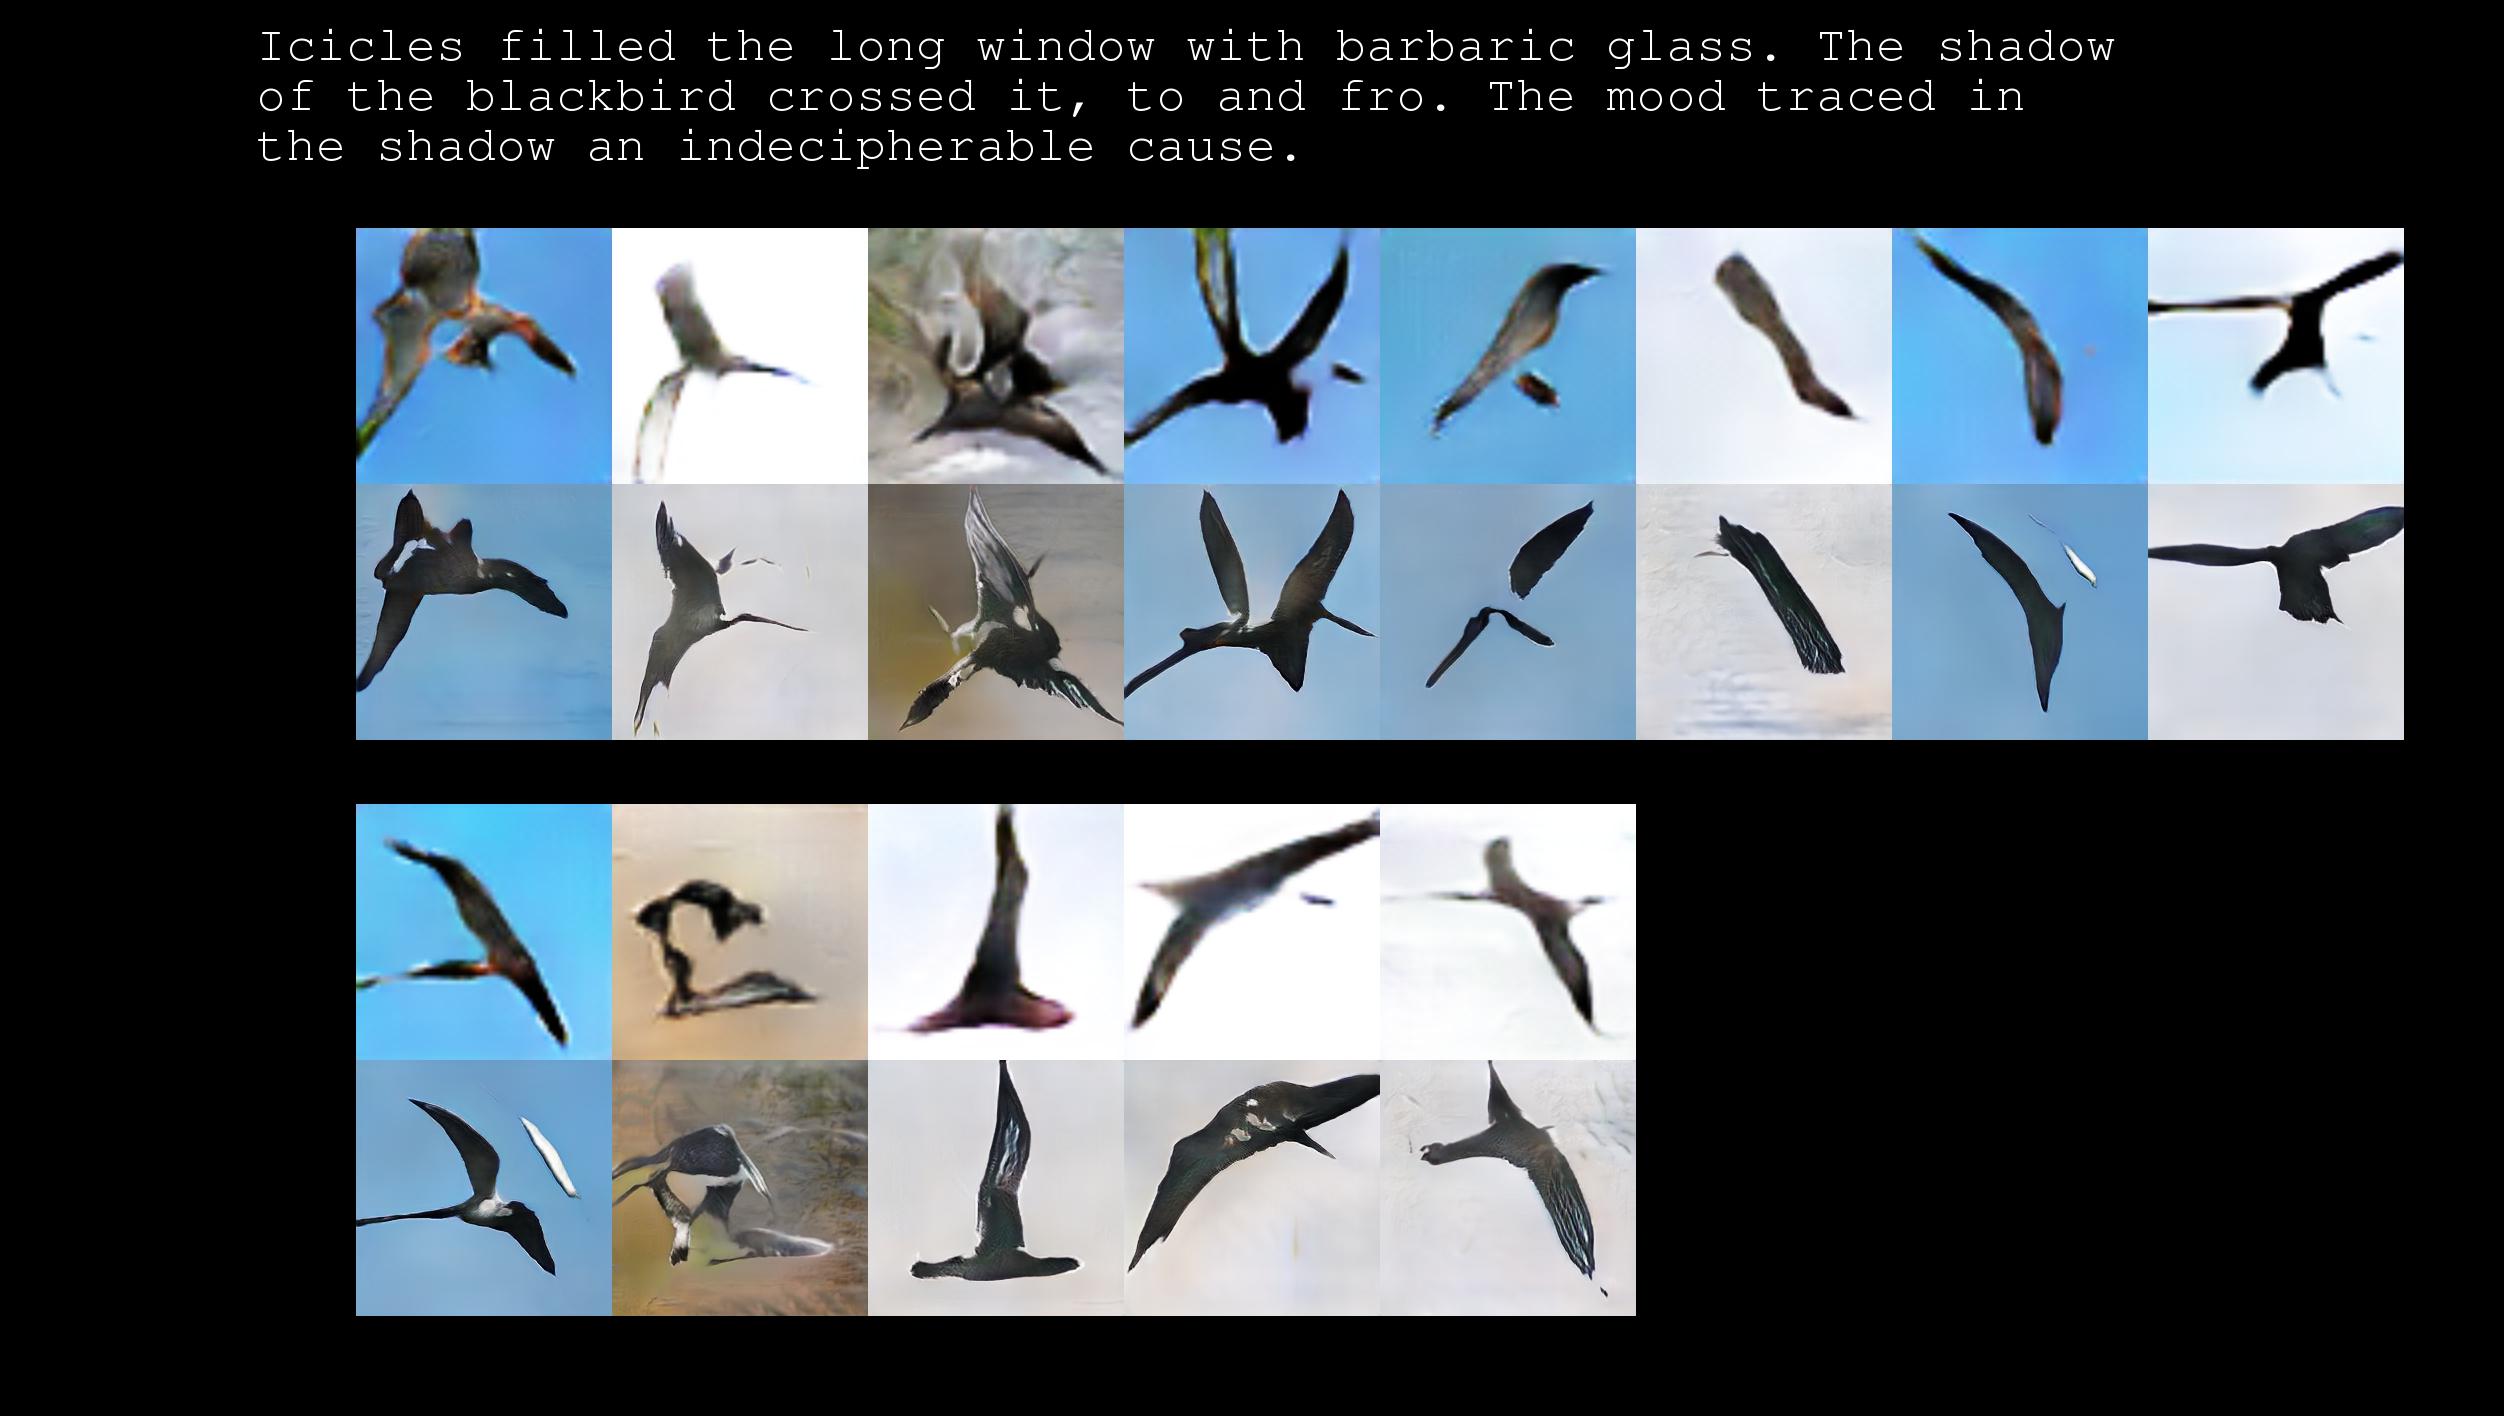 Icicles filled the long window with barbaric glass. The shadow
of the blackbird crossed it, to and fro. The mood traced in
the shadow an indecipherable cause.